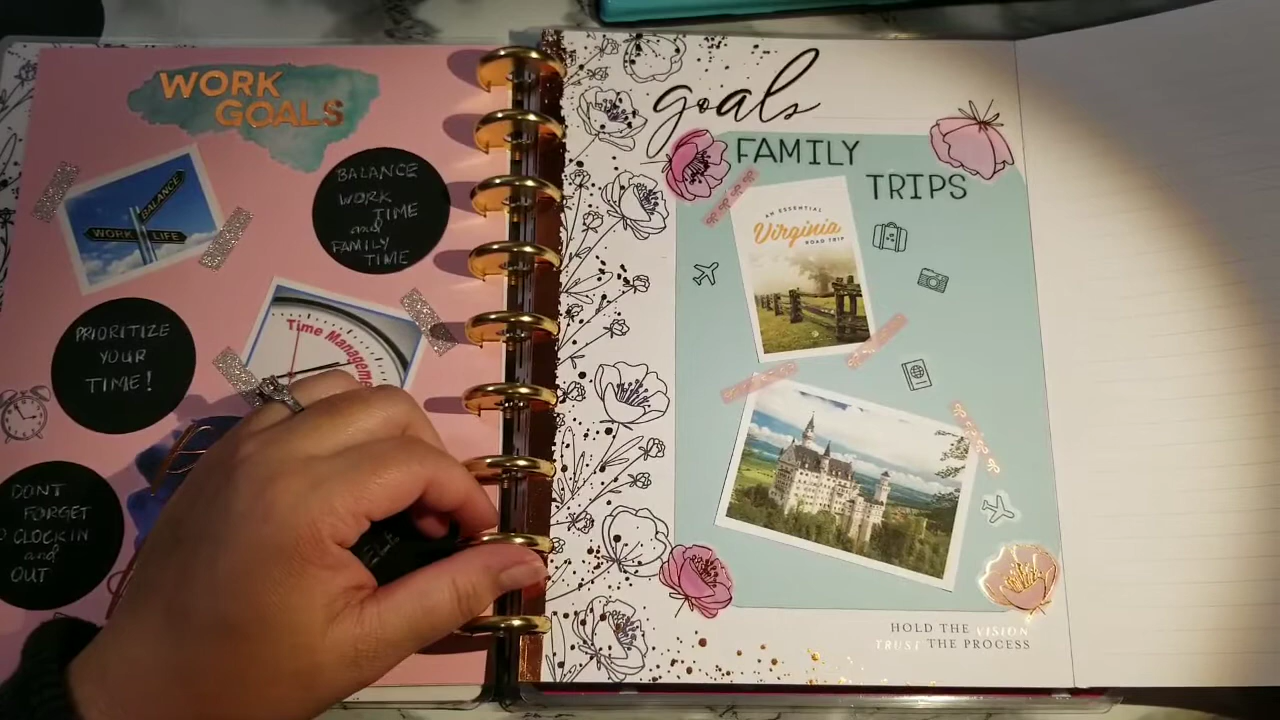 WORK
GOALS
BALANCE
WORK LIFE
BALANCE
WORK
TIME
and
FAMILY
TIME
PRIORITIZE
YOUR
TIME!
Time Management
DONT
FORGET
CLOCK IN
and
OUT
goals
FAMILY
TRIPS
AN ESSENTIAL
Virginia
ROAD TRIP
HOLD THE VISION
TRUST THE PROCESS